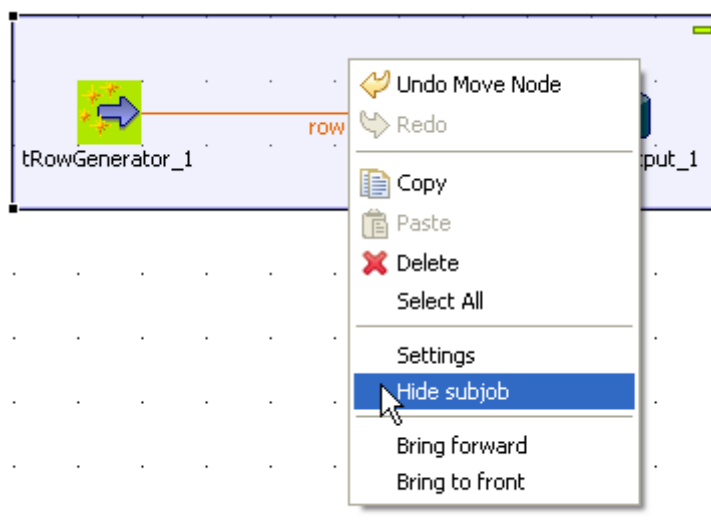 Undo Move Node
row
Redo
tRowGenerator_1
put_1
Copy
Paste
Delete
Select All
Settings
Hide subjob
Bring forward
Bring to front